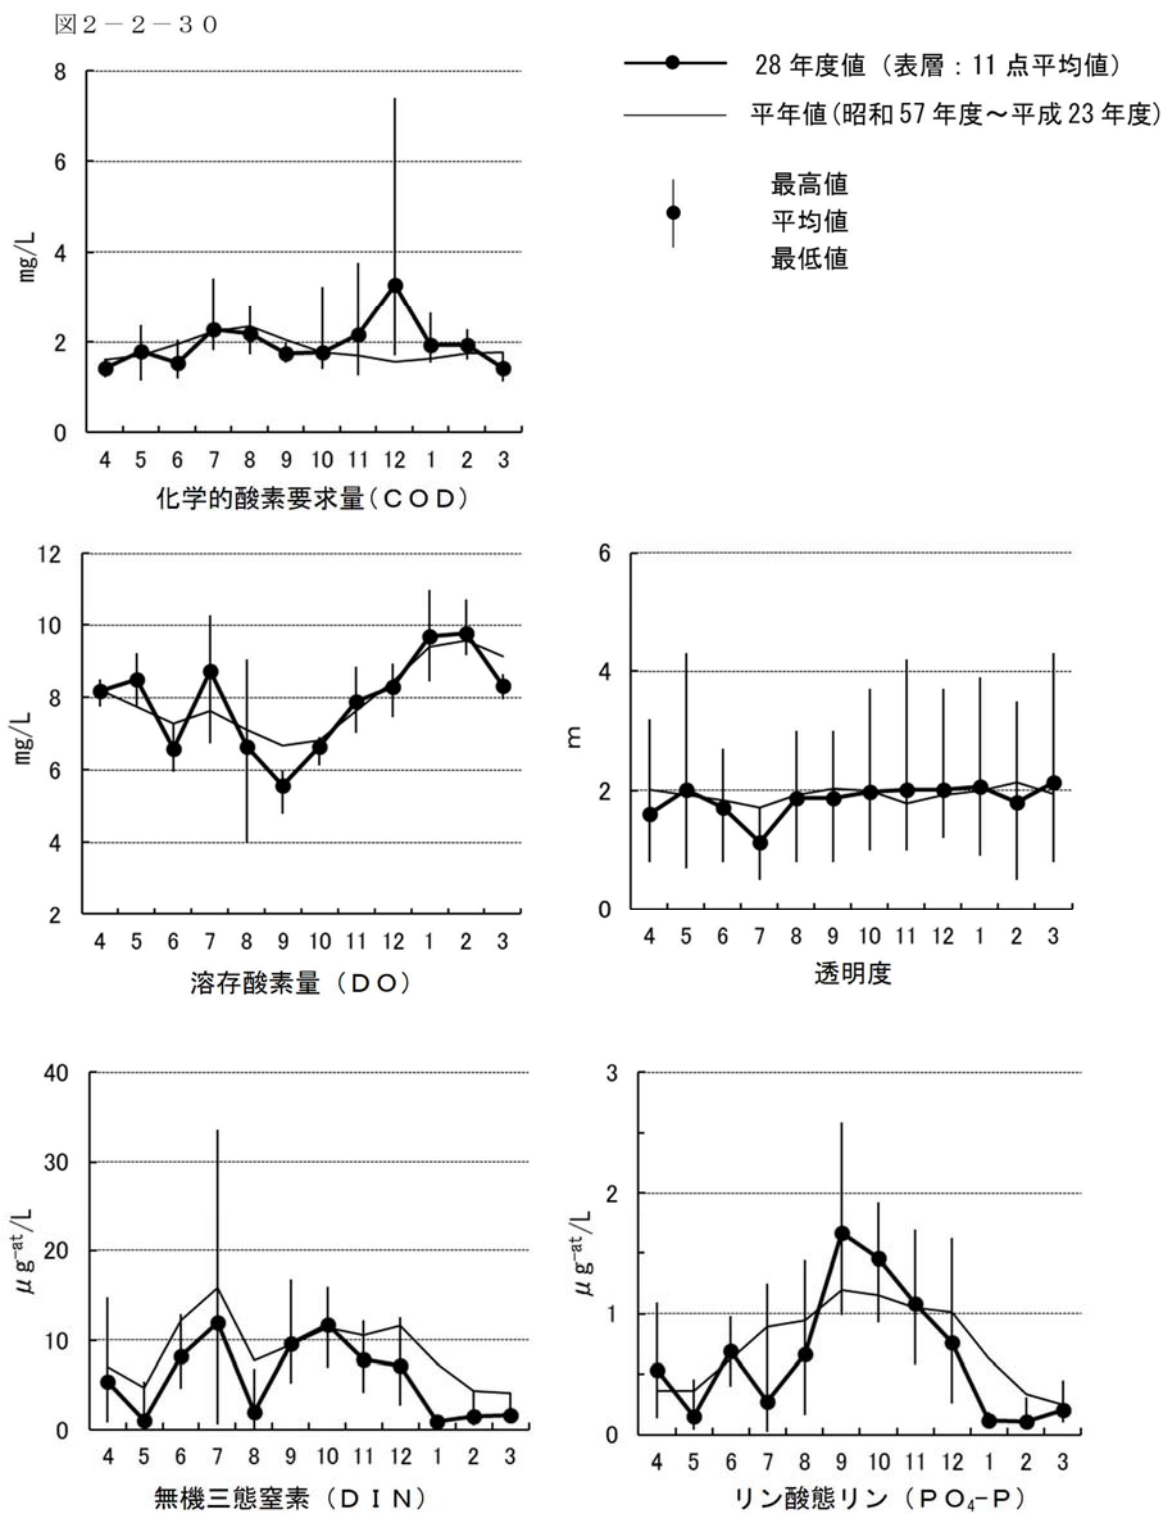 図２－２－３０
28 年度値（表層：11 点平均値）
平年値(昭和 57 年度～平成 23 年度)
最高値
平均値
最低値
8
6
4
2
0
mg/L
4 5 6 7 8 9 10 11 12 1 2 3
化学的酸素要求量(ＣＯＤ)
12
10
8
6
4
2
mg/L
4 5 6 7 8 9 10 11 12 1 2 3
溶存酸素量（ＤＯ）
6
4
2
0
m
4 5 6 7 8 9 10 11 12 1 2 3
透明度
40
30
20
10
0
μg-at/L
4 5 6 7 8 9 10 11 12 1 2 3
無機三態窒素（ＤＩＮ）
3
2
1
0
μg-at/L
4 5 6 7 8 9 10 11 12 1 2 3
リン酸態リン（ＰＯ₄-Ｐ）